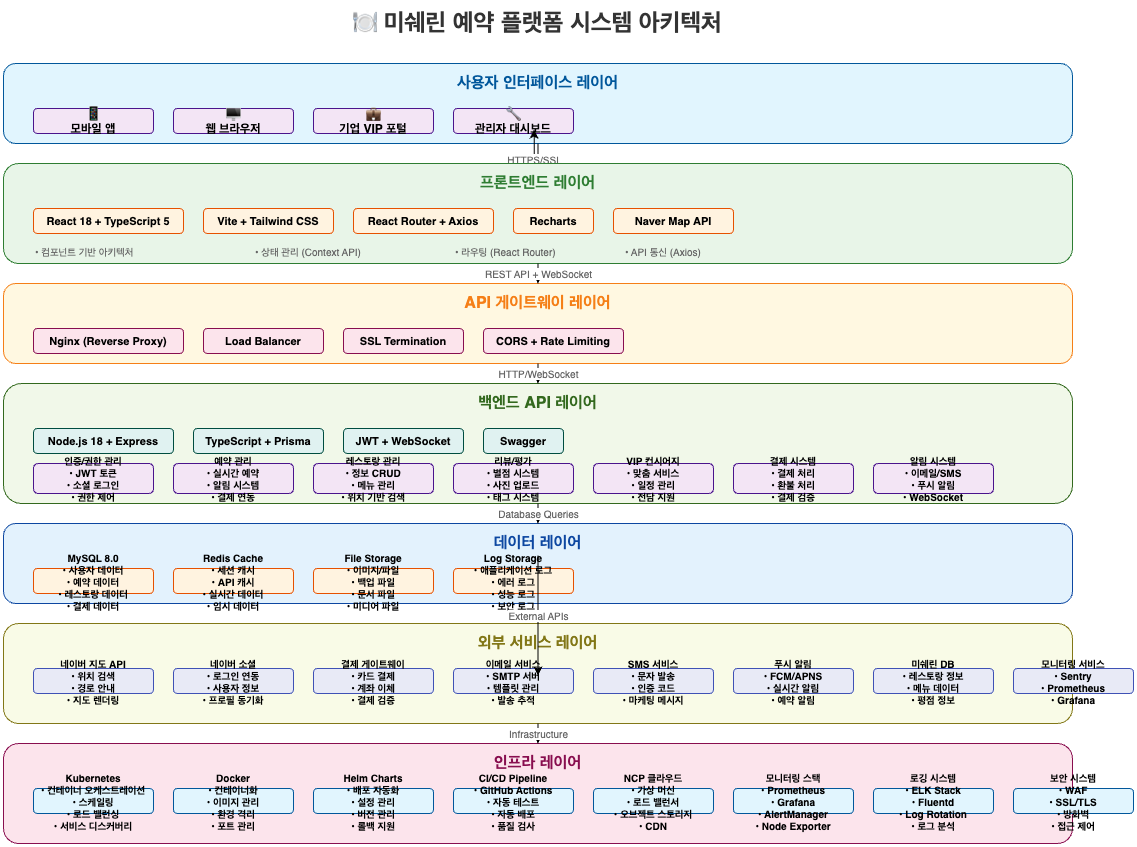 🍽️ 미쉐린 예약 플랫폼 시스템 아키텍처
사용자 인터페이스 레이어
📱 🖥️ 💼 🔧
모바일 앱 웹 브라우저 기업 VIP 포털 관리자 대시보드
HTTPS/SSL
프론트엔드 레이어
React 18 + TypeScript 5 Vite + Tailwind CSS React Router + Axios Recharts Naver Map API
• 컴포넌트 기반 아키텍처 • 상태 관리 (Context API) • 라우팅 (React Router) • API 통신 (Axios)
REST API + WebSocket
API 게이트웨이 레이어
Nginx (Reverse Proxy) Load Balancer SSL Termination CORS + Rate Limiting
HTTP/WebSocket
백엔드 API 레이어
Node.js 18 + Express TypeScript + Prisma JWT + WebSocket Swagger
인증/권한 관리 예약 관리 레스토랑 관리 리뷰/평가 VIP 컨시어지 결제 시스템 알림 시스템
• JWT 토큰 • 실시간 예약 • 정보 CRUD • 별점 시스템 • 맞춤 서비스 • 결제 처리 • 이메일/SMS
• 소셜 로그인 • 알림 시스템 • 메뉴 관리 • 사진 업로드 • 일정 관리 • 환불 처리 • 푸시 알림
• 권한 제어 • 결제 연동 • 위치 기반 검색 • 태그 시스템 • 전담 지원 • 결제 검증 • WebSocket
Database Queries
데이터 레이어
MySQL 8.0 Redis Cache File Storage Log Storage
• 사용자 데이터 • 세션 캐시 • 이미지/파일 • 애플리케이션 로그
• 예약 데이터 • API 캐시 • 백업 파일 • 에러 로그
• 레스토랑 데이터 • 실시간 데이터 • 문서 파일 • 성능 로그
• 결제 데이터 • 임시 데이터 • 미디어 파일 • 보안 로그
External APIs
외부 서비스 레이어
네이버 지도 API 네이버 소셜 결제 게이트웨이 이메일 서비스 SMS 서비스 푸시 알림 미쉐린 DB 모니터링 서비스
• 위치 검색 • 로그인 연동 • 카드 결제 • SMTP 서버 • 문자 발송 • FCM/APNS • 레스토랑 정보 • Sentry
• 경로 안내 • 사용자 정보 • 계좌 이체 • 템플릿 관리 • 인증 코드 • 실시간 알림 • 메뉴 데이터 • Prometheus
• 지도 렌더링 • 프로필 동기화 • 결제 검증 • 발송 추적 • 마케팅 메시지 • 예약 알림 • 평점 정보 • Grafana
Infrastructure
인프라 레이어
Kubernetes Docker Helm Charts CI/CD Pipeline NCP 클라우드 모니터링 스택 로깅 시스템 보안 시스템
• 컨테이너 오케스트레이션 • 컨테이너화 • 배포 자동화 • GitHub Actions • 가상 머신 • Prometheus • ELK Stack • WAF
• 스케일링 • 이미지 관리 • 설정 관리 • 자동 테스트 • 로드 밸런서 • Grafana • Fluentd • SSL/TLS
• 로드 밸런싱 • 환경 격리 • 버전 관리 • 자동 배포 • 오브젝트 스토리지 • AlertManager • Log Rotation • 방화벽
• 서비스 디스커버리 • 포트 관리 • 롤백 지원 • 품질 검사 • CDN • Node Exporter • 로그 분석 • 접근 제어